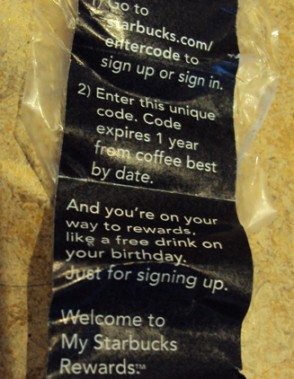 1) Go to
starbucks.com/
entercode to
sign up or sign in.
2) Enter this unique
code. Code
expires 1 year
from coffee best
by date.
And you're on your
way to rewards,
like a free drink on
your birthday.
Just for signing up.
Welcome to
My Starbucks
Rewards™